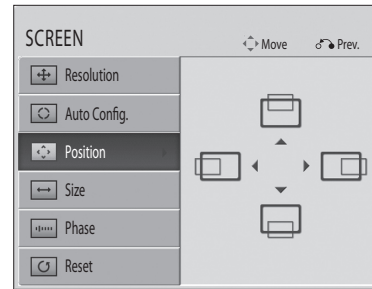 SCREEN
Move Prev.
Resolution
Auto Config.
Position
Size
Phase
Reset